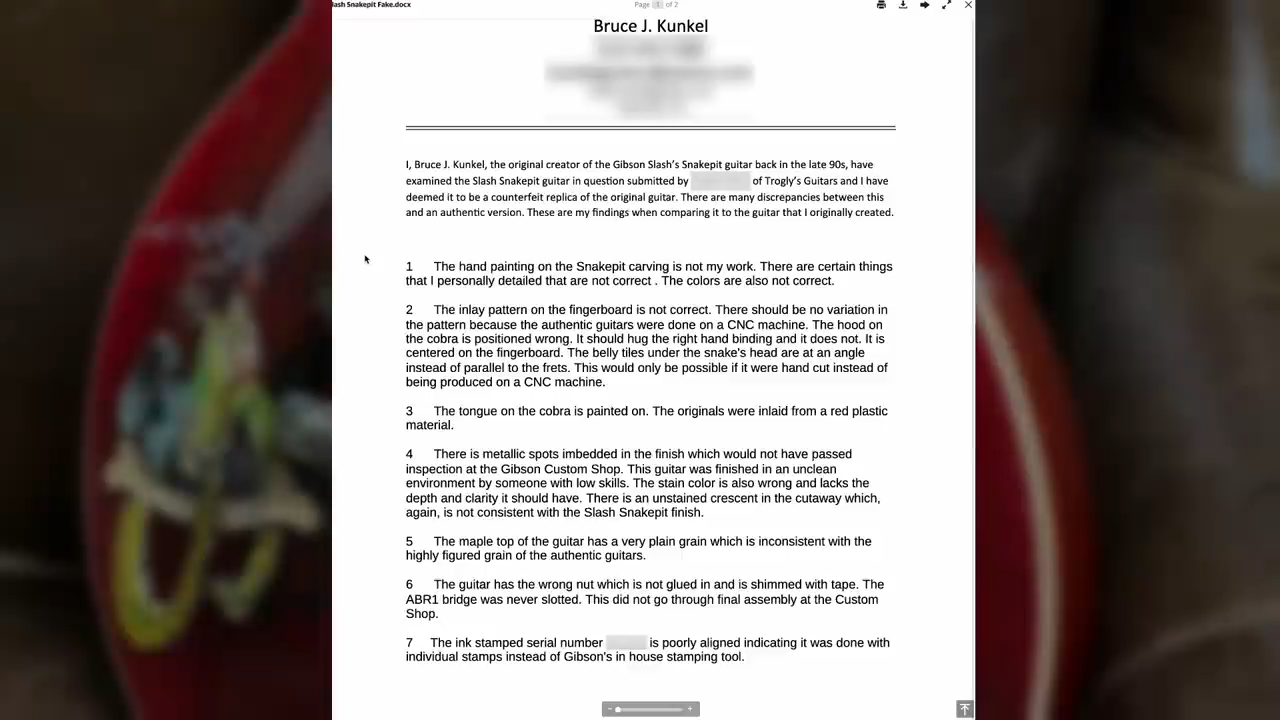 lash Snakepit Fake.docx
Page 1 of 2
Bruce J. Kunkel
I, Bruce J. Kunkel, the original creator of the Gibson Slash's Snakepit guitar back in the late 90s, have
examined the Slash Snakepit guitar in question submitted by of Trogly's Guitars and I have
deemed it to be a counterfeit replica of the original guitar. There are many discrepancies between this
and an authentic version. These are my findings when comparing it to the guitar that I originally created.
1 The hand painting on the Snakepit carving is not my work. There are certain things
that I personally detailed that are not correct . The colors are also not correct.
2 The inlay pattern on the fingerboard is not correct. There should be no variation in
the pattern because the authentic guitars were done on a CNC machine. The hood on
the cobra is positioned wrong. It should hug the right hand binding and it does not. It is
centered on the fingerboard. The belly tiles under the snake's head are at an angle
instead of parallel to the frets. This would only be possible if it were hand cut instead of
being produced on a CNC machine.
3 The tongue on the cobra is painted on. The originals were inlaid from a red plastic
material.
4 There is metallic spots imbedded in the finish which would not have passed
inspection at the Gibson Custom Shop. This guitar was finished in an unclean
environment by someone with low skills. The stain color is also wrong and lacks the
depth and clarity it should have. There is an unstained crescent in the cutaway which,
again, is not consistent with the Slash Snakepit finish.
5 The maple top of the guitar has a very plain grain which is inconsistent with the
highly figured grain of the authentic guitars.
6 The guitar has the wrong nut which is not glued in and is shimmed with tape. The
ABR1 bridge was never slotted. This did not go through final assembly at the Custom
Shop.
7 The ink stamped serial number is poorly aligned indicating it was done with
individual stamps instead of Gibson's in house stamping tool.